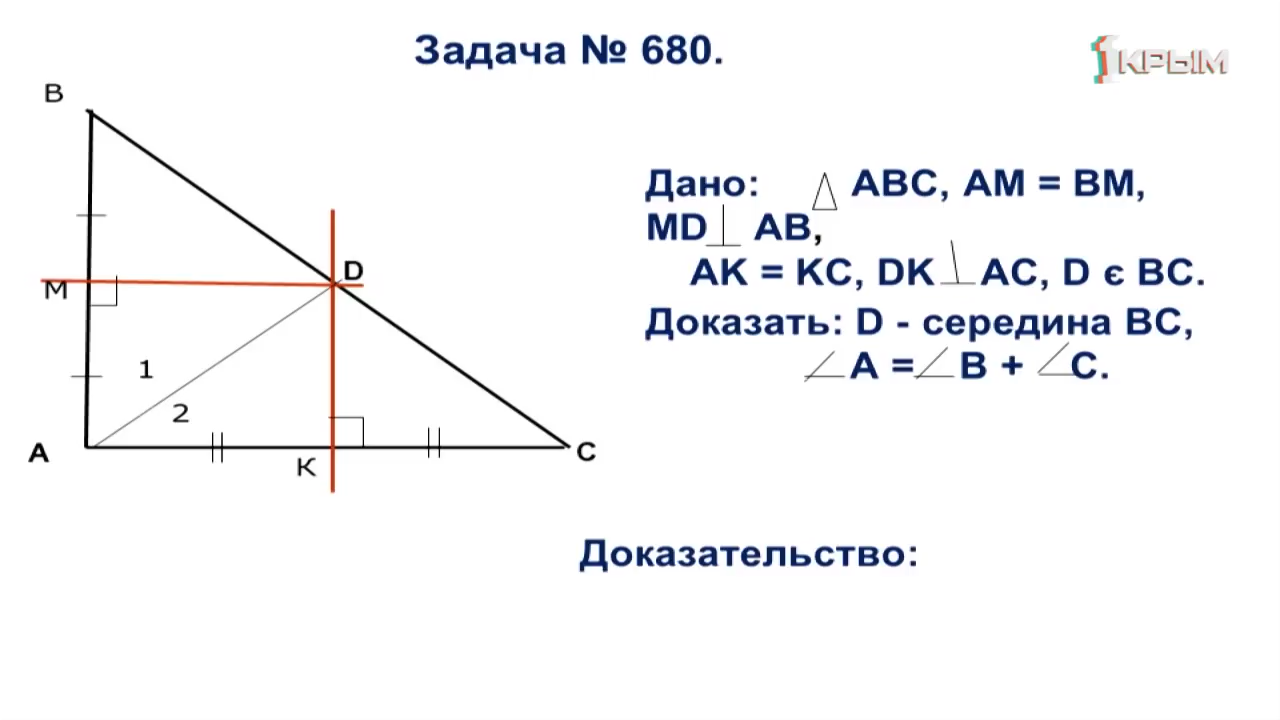 Задача № 680.
1КРЫМ
B
D
M
1
2
A
K
C
Дано: △ ABC, AM = BM,
MD⊥ AB,
AK = KC, DK⊥AC, D є BC.
Доказать: D - середина BC,
∠A =∠B + ∠C.
Доказательство: